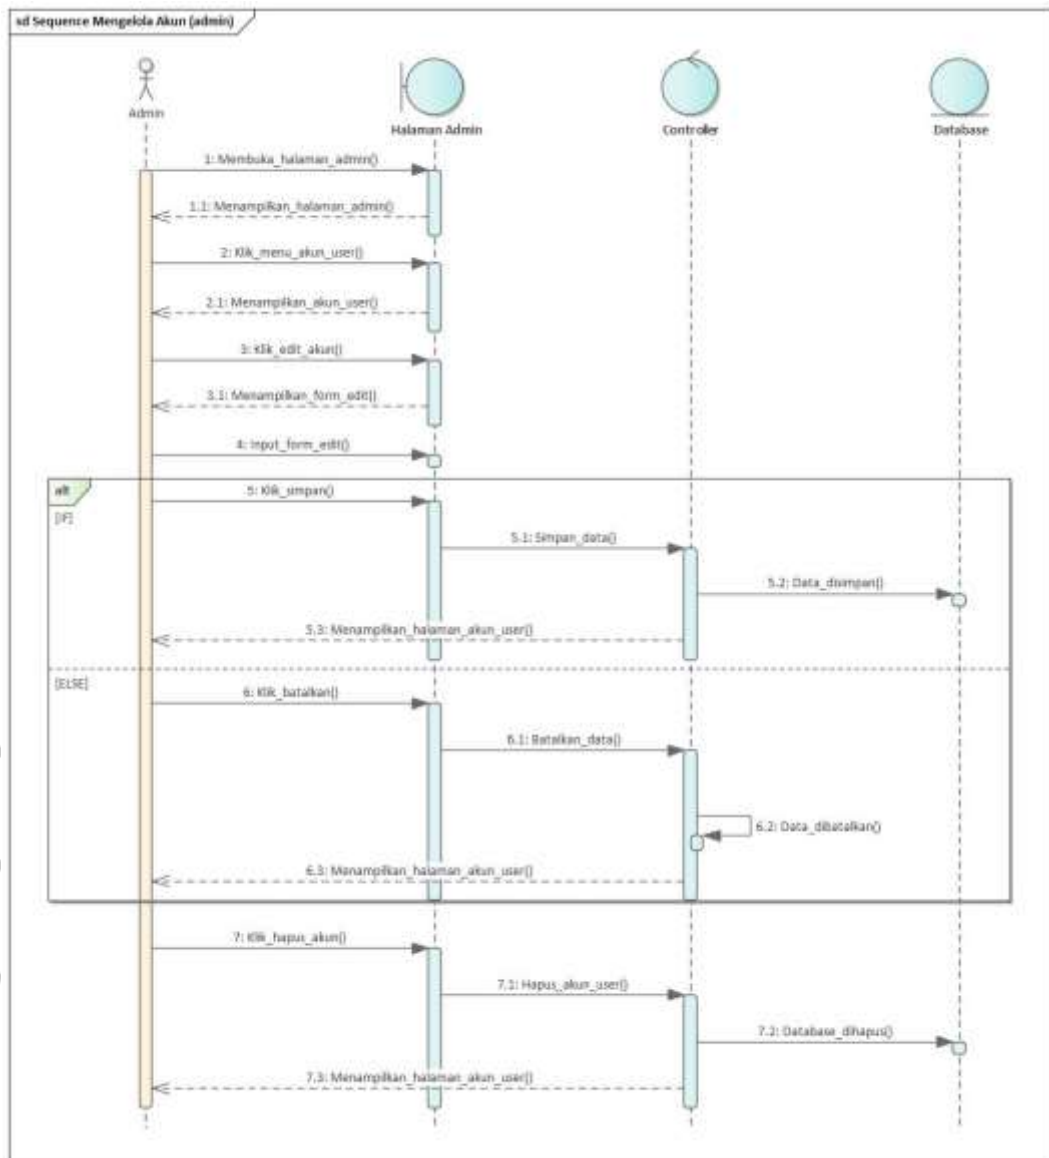 sd Sequence Mengelola Akun (admin)
Admin
Halaman Admin
Controller
Database
1: Membuka_halaman_admin()
1.1: Menampilkan_halaman_admin()
2: Klik_menu_akun_user()
2.1: Menampilkan_akun_user()
3: Klik_edit_akun()
3.1: Menampilkan_form_edit()
4: Input_form_edit()
alt
[IF]
5: Klik_simpan()
5.1: Simpan_data()
5.2: Data_disimpan()
5.3: Menampilkan_halaman_akun_user()
[ELSE]
6: Klik_batalkan()
6.1: Batalkan_data()
6.2: Data_dibatalkan()
6.3: Menampilkan_halaman_akun_user()
7: Klik_hapus_akun()
7.1: Hapus_akun_user()
7.2: Database_dihapus()
7.3: Menampilkan_halaman_akun_user()